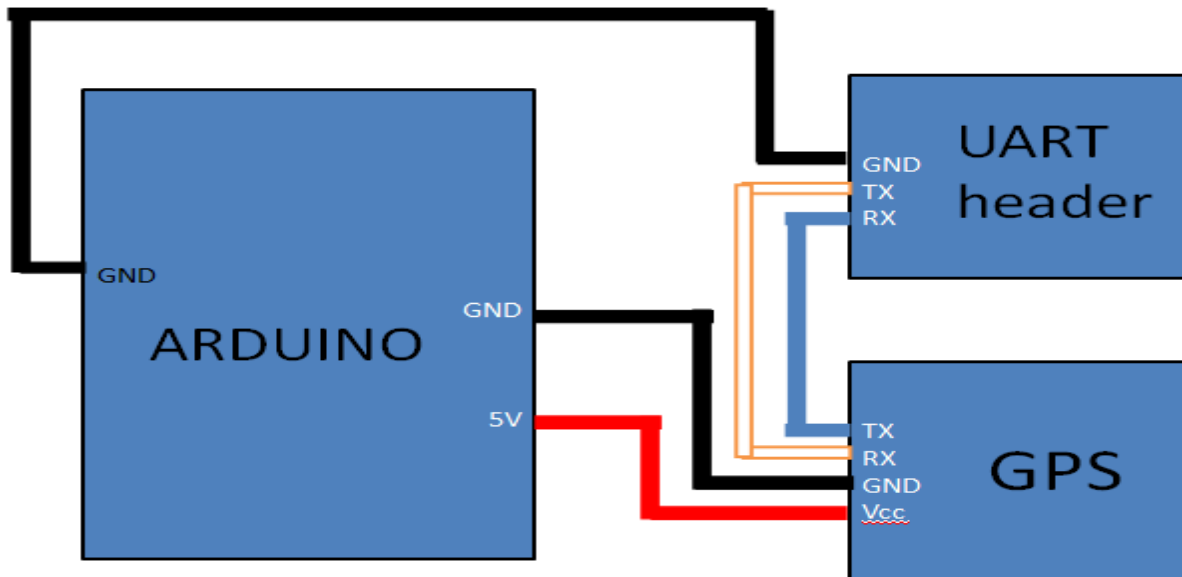 GND
ARDUINO
GND
5V
UART
header
GND
TX
RX
TX
RX
GND
Vcc
GPS